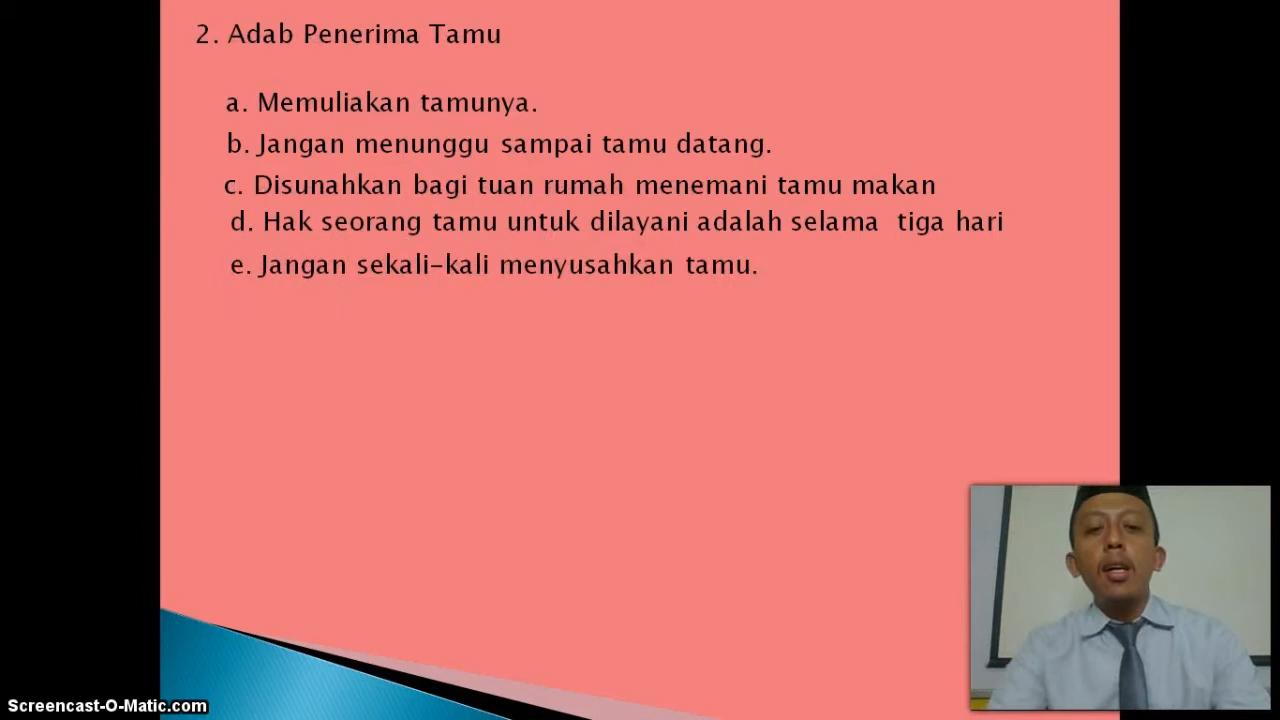 2. Adab Penerima Tamu
a. Memuliakan tamunya.
b. Jangan menunggu sampai tamu datang.
c. Disunahkan bagi tuan rumah menemani tamu makan
d. Hak seorang tamu untuk dilayani adalah selama tiga hari
e. Jangan sekali-kali menyusahkan tamu.
Screencast-O-Matic.com